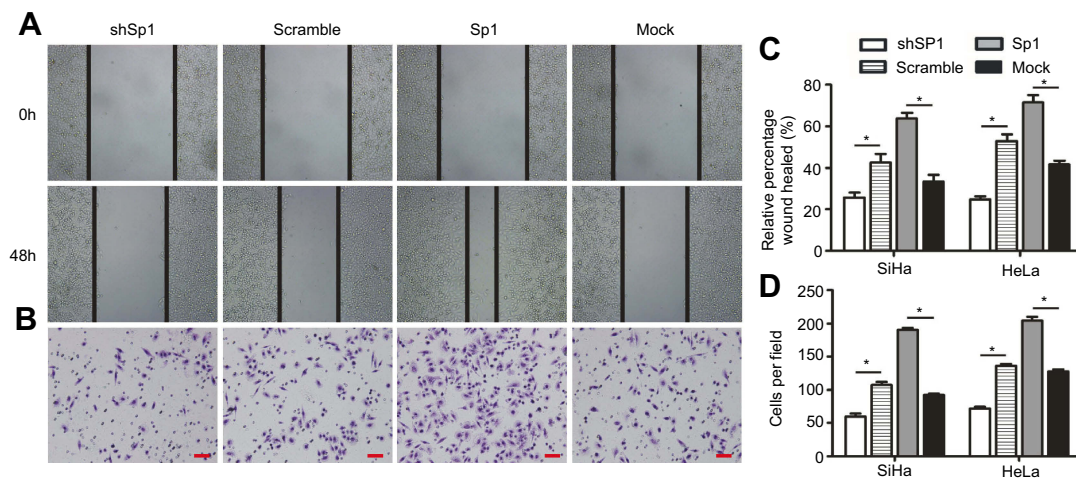 A
shSp1
Scramble
Sp1
Mock
0h
48h
B
C
shSP1
Sp1
Scramble
Mock
Relative percentage
wound healed (%)
80
60
40
20
0
*
*
*
*
SiHa
HeLa
D
Cells per field
250
200
150
100
50
0
*
*
*
*
SiHa
HeLa